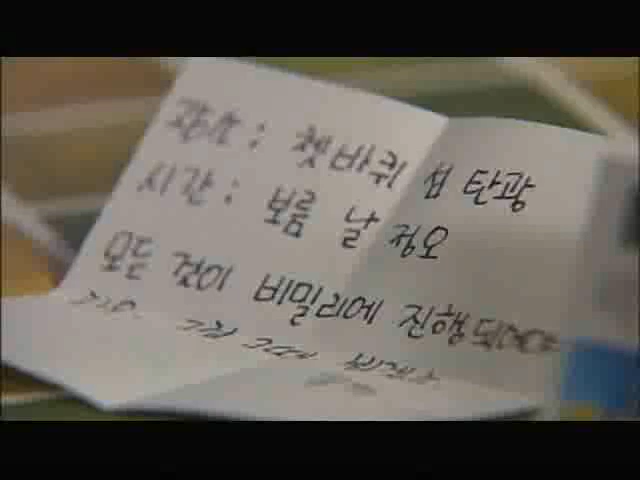 장소: 쳇바퀴 섬 탄광
시간: 보름 날 정오
모든 것이 비밀리에 진행되어야